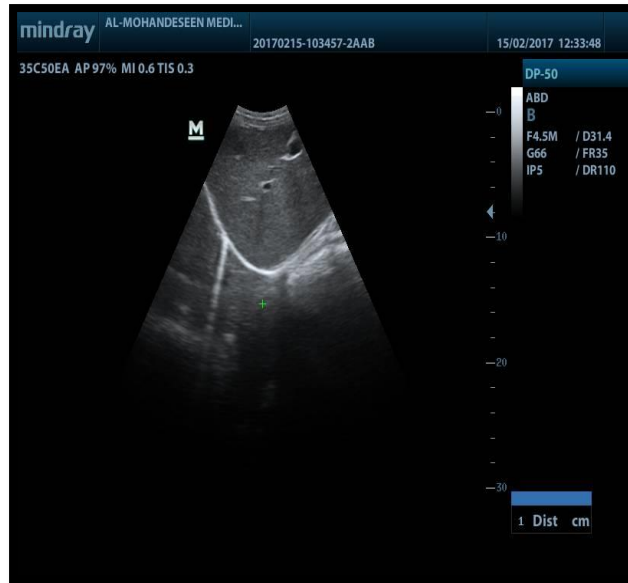 mindray
AL-MOHANDESEEN MEDI...
20170215-103457-2AAB
15/02/2017 12:33:48
35C50EA AP 97% MI 0.6 TIS 0.3
DP-50
ABD
B
F4.5M / D31.4
G66 / FR35
IP5 / DR110
M
0
10
20
30
1 Dist cm